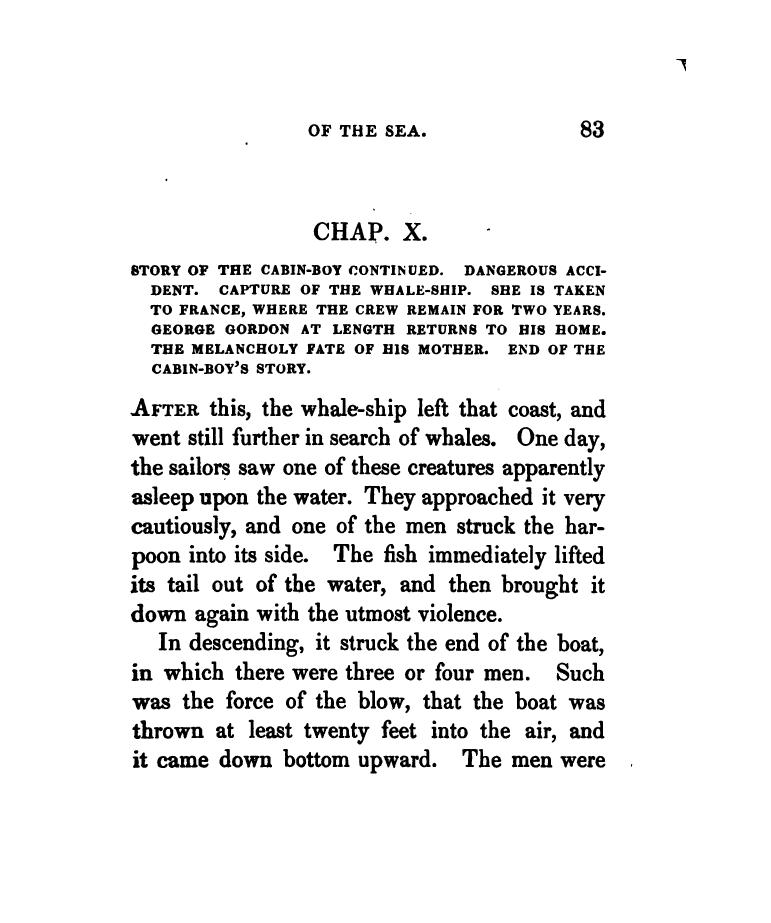 OF THE SEA. 83
CHAP. X.
STORY OF THE CABIN-BOY CONTINUED. DANGEROUS ACCI-
DENT. CAPTURE OF THE WHALE-SHIP. SHE IS TAKEN
TO FRANCE, WHERE THE CREW REMAIN FOR TWO YEARS.
GEORGE GORDON AT LENGTH RETURNS TO HIS HOME.
THE MELANCHOLY FATE OF HIS MOTHER. END OF THE
CABIN-BOY'S STORY.
AFTER this, the whale-ship left that coast, and
went still further in search of whales. One day,
the sailors saw one of these creatures apparently
asleep upon the water. They approached it very
cautiously, and one of the men struck the har-
poon into its side. The fish immediately lifted
its tail out of the water, and then brought it
down again with the utmost violence.
In descending, it struck the end of the boat,
in which there were three or four men. Such
was the force of the blow, that the boat was
thrown at least twenty feet into the air, and
it came down bottom upward. The men were